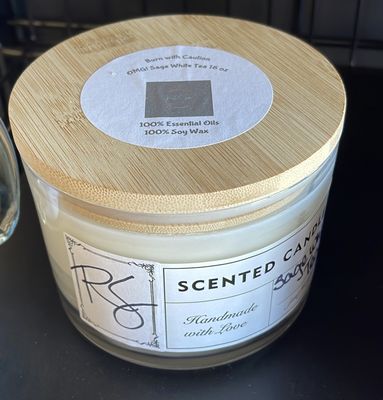 Burn with Caution
OMG! Sage White Tea 16 oz
100% Essential Oils
100% Soy Wax
RS
SCENTED CANDL
Handmade
with Love
Sage